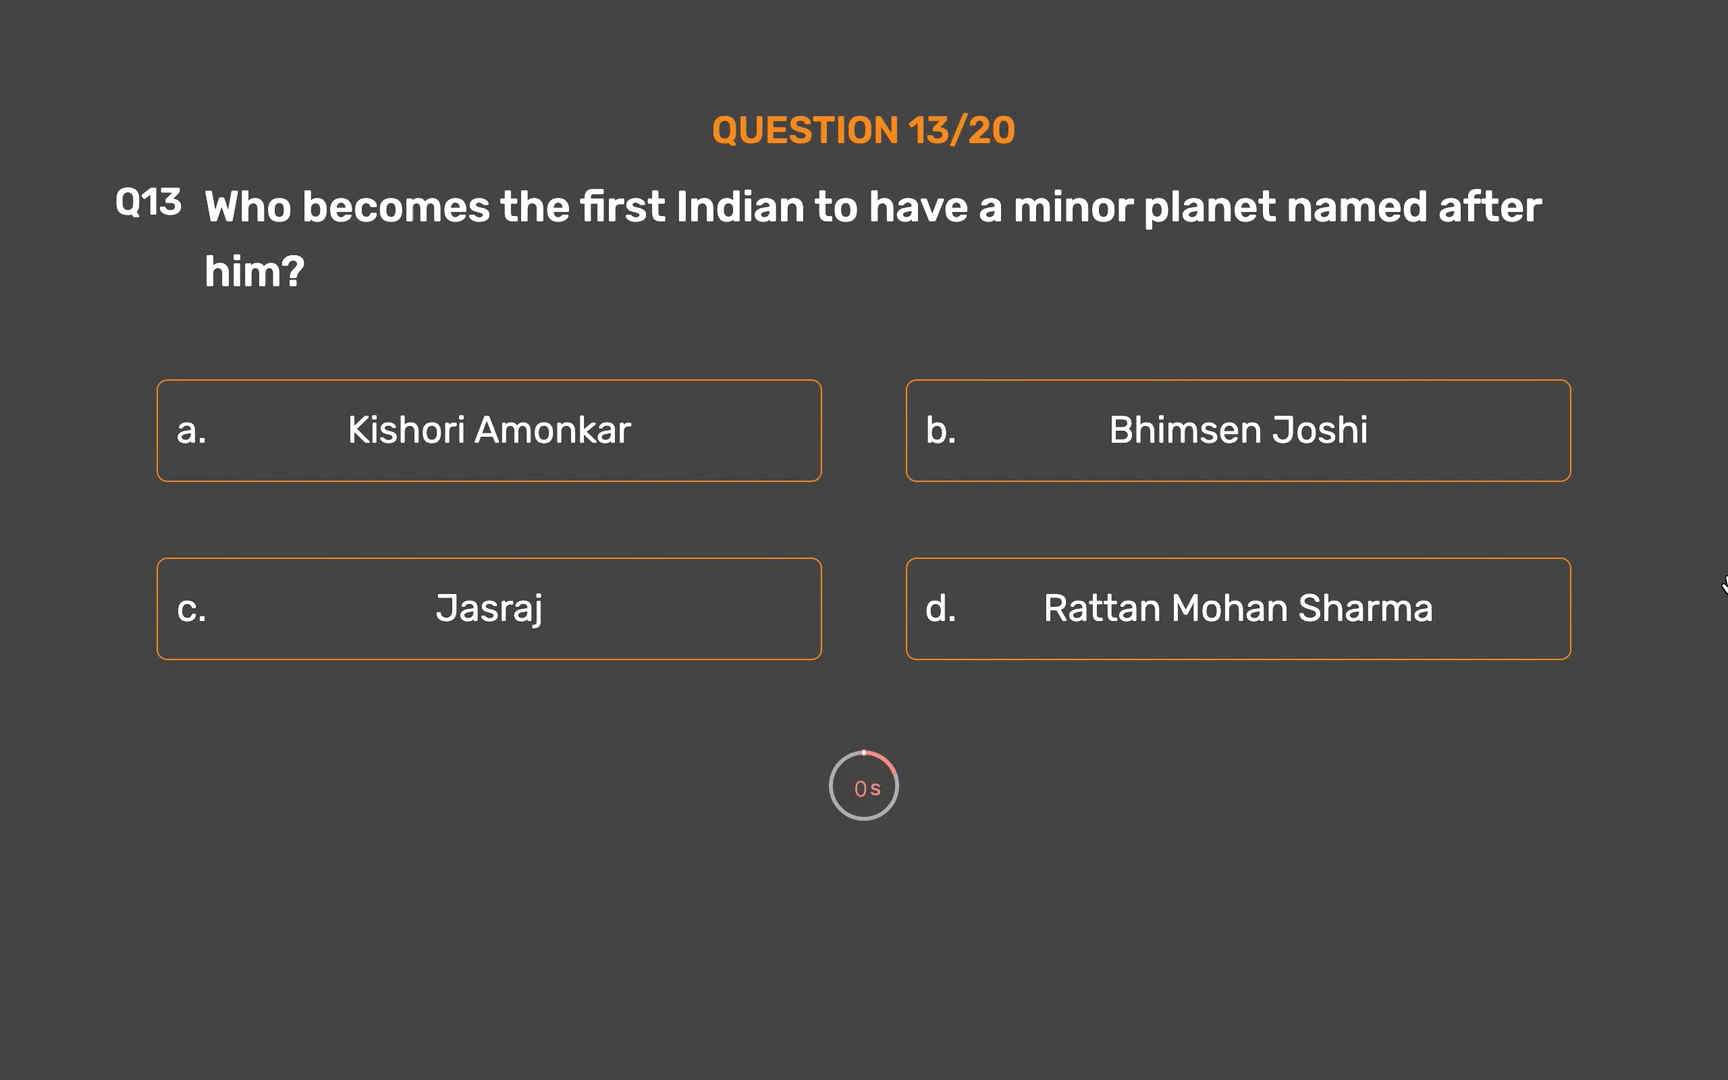 QUESTION 13/20
Q13 Who becomes the first Indian to have a minor planet named after
him?
a. Kishori Amonkar
b. Bhimsen Joshi
c. Jasraj
d. Rattan Mohan Sharma
0s